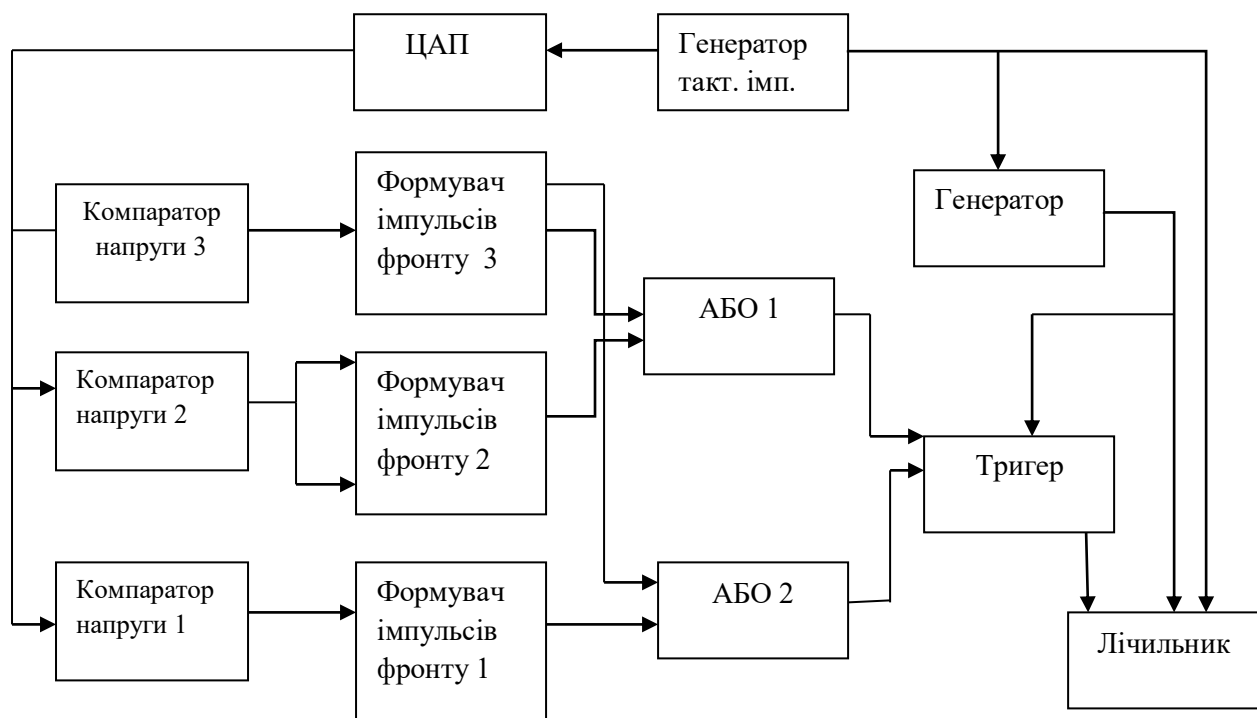 ЦАП
Генератор
такт. імп.
Компаратор
напруги 3
Формувач
імпульсів
фронту 3
Генератор
АБО 1
Компаратор
напруги 2
Формувач
імпульсів
фронту 2
Тригер
Компаратор
напруги 1
Формувач
імпульсів
фронту 1
АБО 2
Лічильник